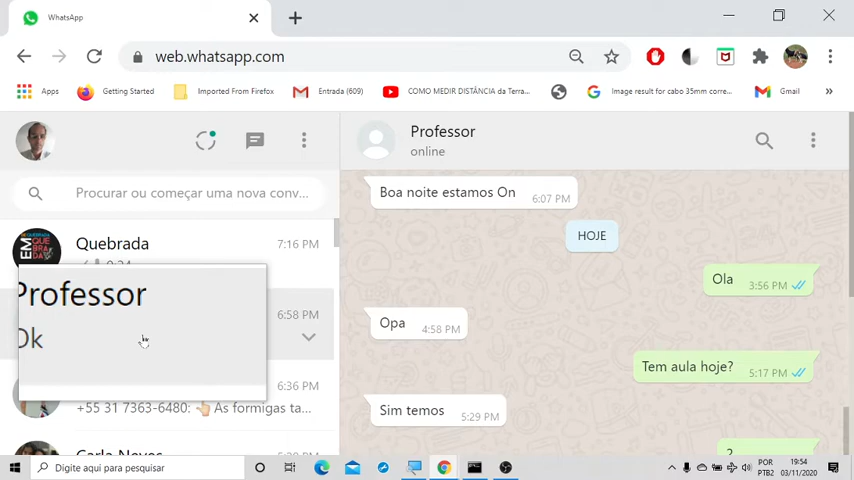 WhatsApp
web.whatsapp.com
Apps
Getting Started
Imported From Firefox
Entrada (609)
COMO MEDIR DISTÂNCIA da Terra...
Image result for cabo 35mm corre...
Gmail
»
Professor
online
Procurar ou começar uma nova conv...
Boa noite estamos On 6:07 PM
HOJE
Quebrada 7:16 PM
EM QUEBRADA
Ola 3:56 PM
Professor
6:58 PM
Opa 4:58 PM
Ok
Tem aula hoje? 5:17 PM
6:36 PM
+55 31 7363-6480: As formigas ta...
Sim temos 5:29 PM
Carla Neves
?
Digite aqui para pesquisar
POR
PTB2
19:54
03/11/2020